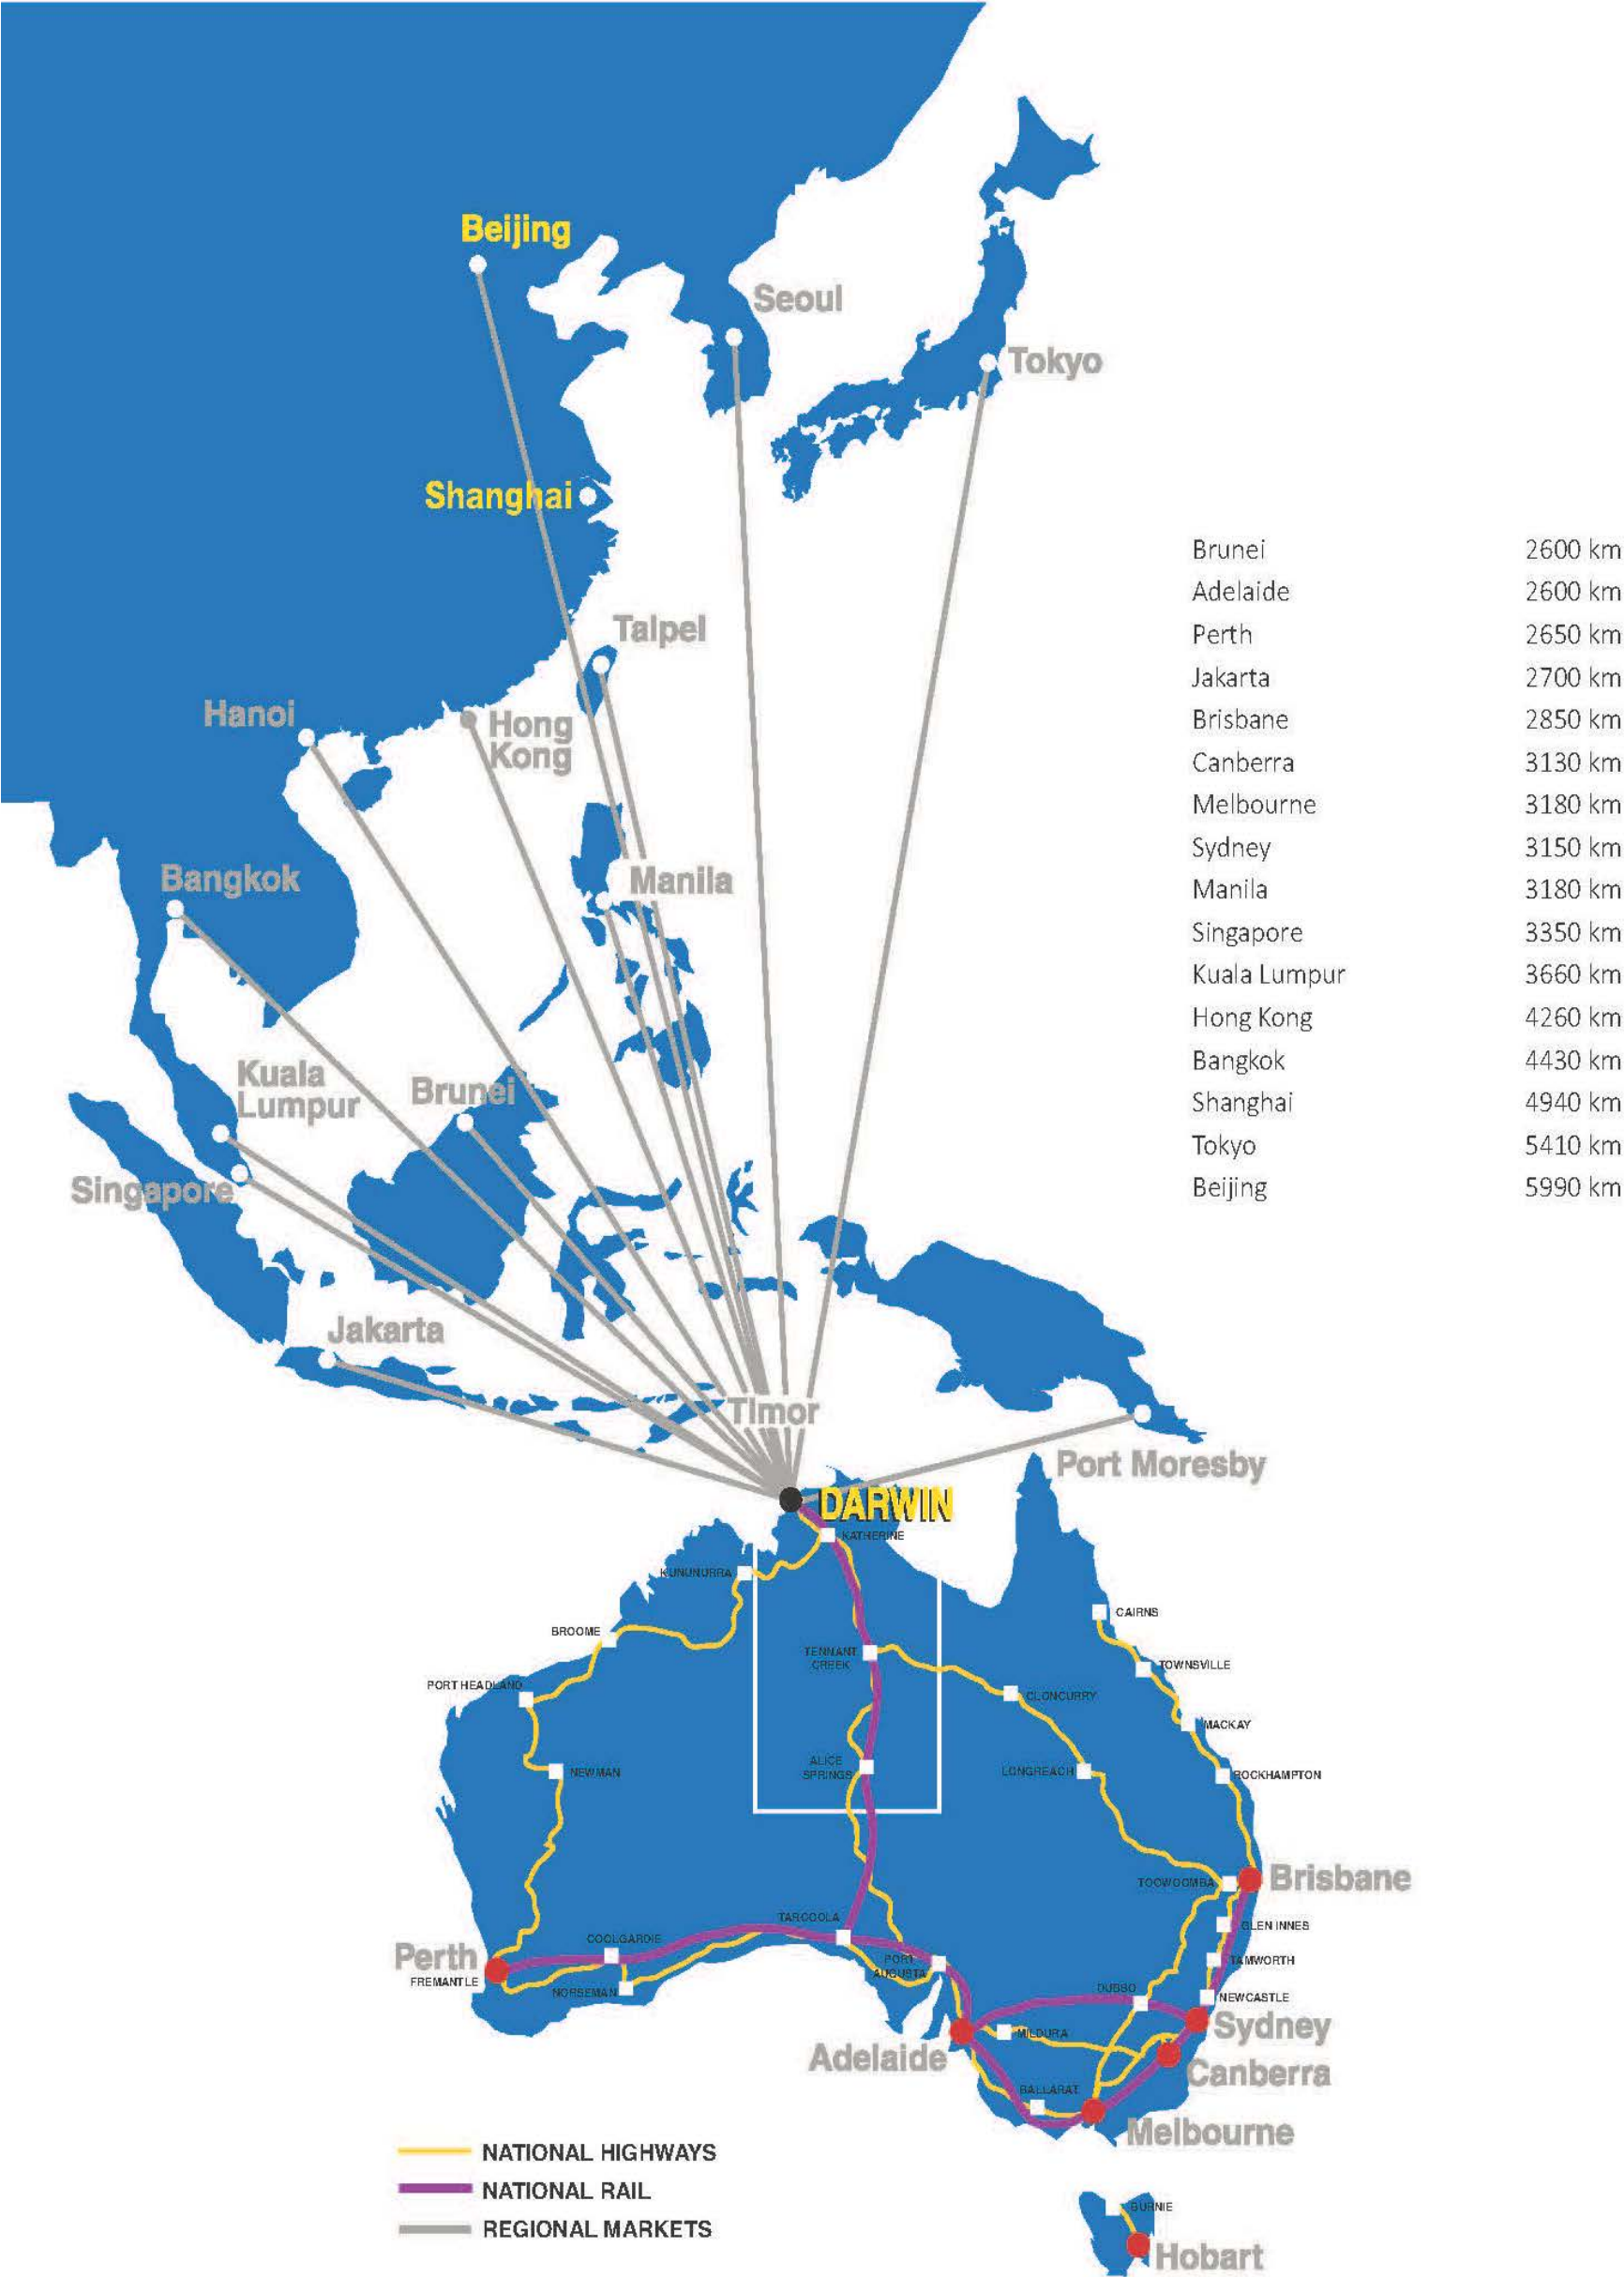 Beijing
Seoul
Tokyo
Shanghai
Brunei 2600 km
Adelaide 2600 km
Taipel
Perth 2650 km
Jakarta 2700 km
Hanoi
Hong
Kong
Brisbane 2850 km
Canberra 3130 km
Melbourne 3180 km
Sydney 3150 km
Bangkok
Manila
Manila 3180 km
Singapore 3350 km
Kuala Lumpur 3660 km
Hong Kong 4260 km
Bangkok 4430 km
Kuala
Lumpur
Brunei
Shanghai 4940 km
Tokyo 5410 km
Singapore
Beijing 5990 km
Jakarta
TImor
Port Moresby
DARWIN
KATHERINE
KUNUNURRA
CAIRNS
BROOME
TENNANT
CREEK
TOWNSVILLE
PORT HEADLAND
CLONCURRY
MACKAY
ALICE
SPRINGS
NEWMAN
LONGREACH
ROCKHAMPTON
Brisbane
TOOWOOMBA
TARCOOLA
GLEN INNES
COOLGARDIE
Perth
FREMANTLE
PORT
AUGUSTA
TAMWORTH
NORSEMAN
DUBBO
NEWCASTLE
Sydney
MILDURA
Adelaide
Canberra
BALLARAT
Melbourne
NATIONAL HIGHWAYS
NATIONAL RAIL
REGIONAL MARKETS
BURNIE
Hobart